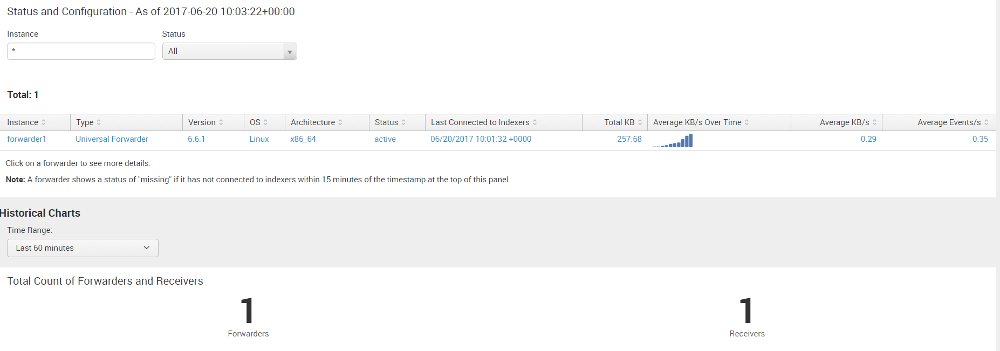 Status and Configuration - As of 2017-06-20 10:03:22+00:00
Instance Status
* All
Total: 1
Instance Type Version OS Architecture Status Last Connected to Indexers Total KB Average KB/s Over Time Average KB/s Average Events/s
forwarder1 Universal Forwarder 6.6.1 Linux x86_64 active 06/20/2017 10:01:32 +0000 257.68 0.29 0.35
Click on a forwarder to see more details.
Note: A forwarder shows a status of "missing" if it has not connected to indexers within 15 minutes of the timestamp at the top of this panel.
Historical Charts
Time Range:
Last 60 minutes
Total Count of Forwarders and Receivers
1 1
Forwarders Receivers